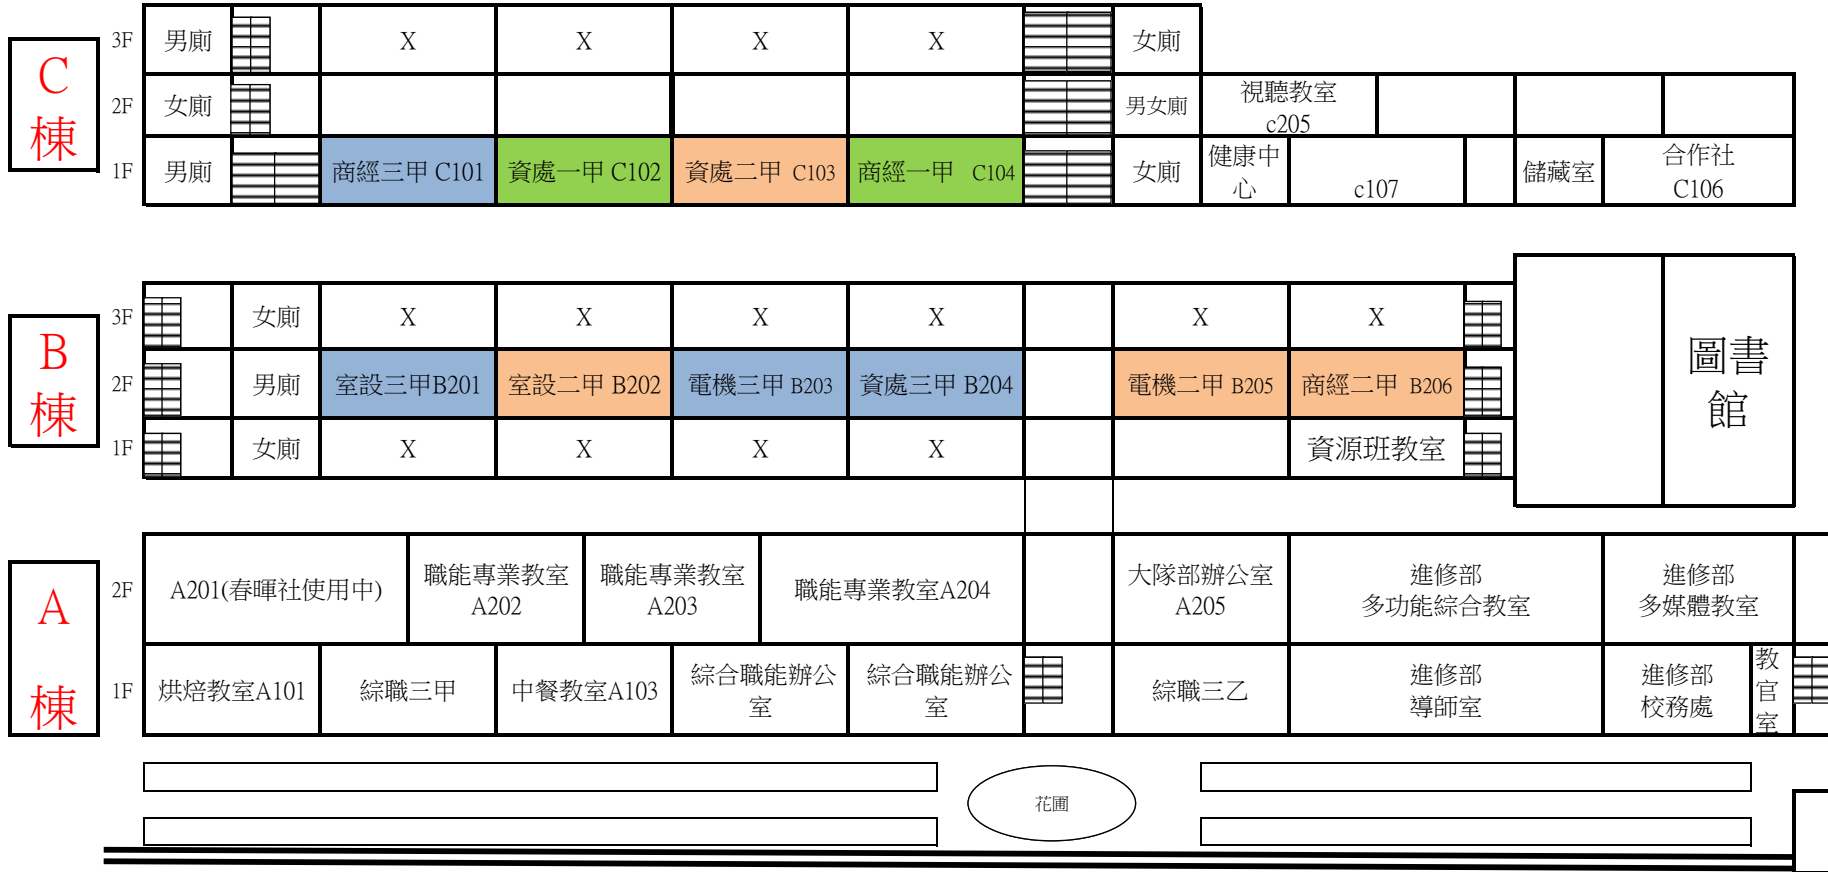 C
棟
3F
男廁
X
X
X
X
女廁
2F
女廁
男女廁
視聽教室
c205
1F
男廁
商經三甲 C101
資處一甲 C102
資處二甲 C103
商經一甲 C104
女廁
健康中
心
c107
儲藏室
合作社
C106
B
棟
3F
女廁
X
X
X
X
X
X
2F
男廁
室設三甲B201
室設二甲 B202
電機三甲 B203
資處三甲 B204
電機二甲 B205
商經二甲 B206
1F
女廁
X
X
X
X
資源班教室
圖書
館
A
棟
2F
A201(春暉社使用中)
職能專業教室
A202
職能專業教室
A203
職能專業教室A204
大隊部辦公室
A205
進修部
多功能綜合教室
進修部
多媒體教室
1F
烘焙教室A101
綜職三甲
中餐教室A103
綜合職能辦公
室
綜合職能辦公
室
綜職三乙
進修部
導師室
進修部
校務處
教
官
室
花圃